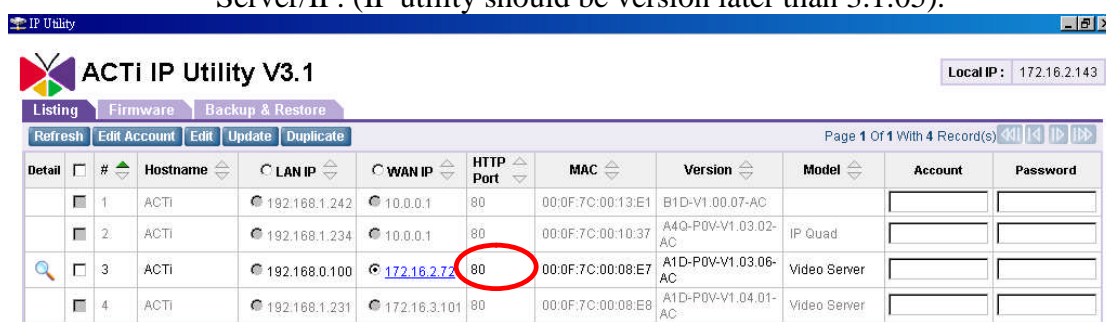 Server/IP. (IP utility should be version later than 3.1.05).
IP Utility
ACTi IP Utility V3.1
Local IP : 172.16.2.143
Listing Firmware Backup & Restore
Refresh Edit Account Edit Update Duplicate Page 1 Of 1 With 4 Record(s)
Detail # Hostname LAN IP WAN IP HTTP Port MAC Version Model Account Password
1 ACTi 192.168.1.242 10.0.0.1 80 00:0F:7C:00:13:E1 B1D-V1.00.07-AC
2 ACTi 192.168.1.234 10.0.0.1 80 00:0F:7C:00:10:37 A4Q-P0V-V1.03.02-AC IP Quad
3 ACTi 192.168.0.100 172.16.2.72 80 00:0F:7C:00:08:E7 A1D-P0V-V1.03.06-AC Video Server
4 ACTi 192.168.1.231 172.16.3.101 80 00:0F:7C:00:08:E8 A1D-P0V-V1.04.01-AC Video Server